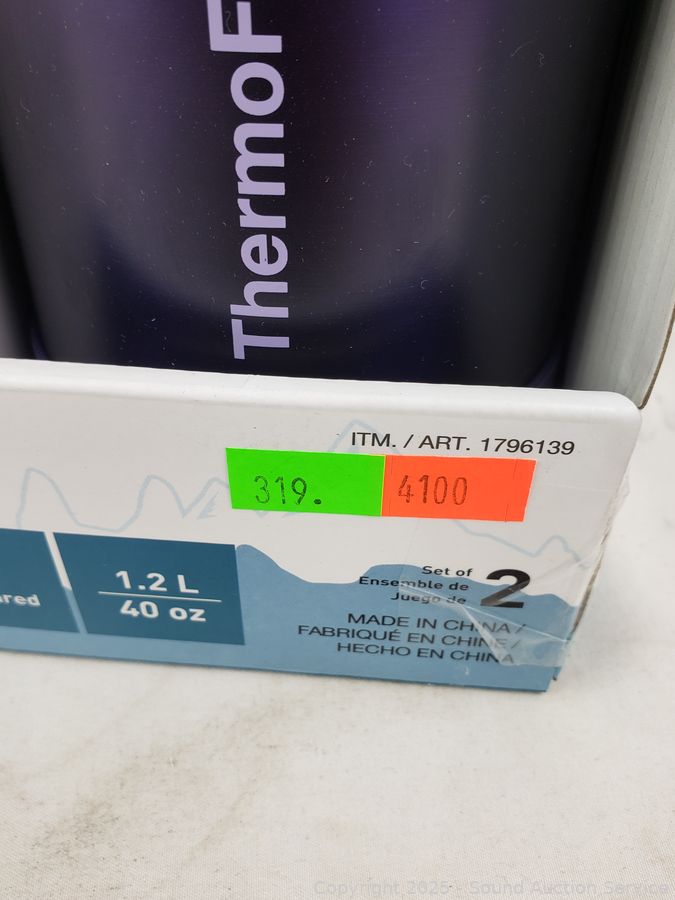 ThermoF
ITM. / ART. 1796139
319.
4100
ared
1.2 L
40 oz
Set of
Ensemble de
Juego de
2
MADE IN CHINA /
FABRIQUÉ EN CHINE /
HECHO EN CHINA
Copyright 2025 - Sound Auction Service